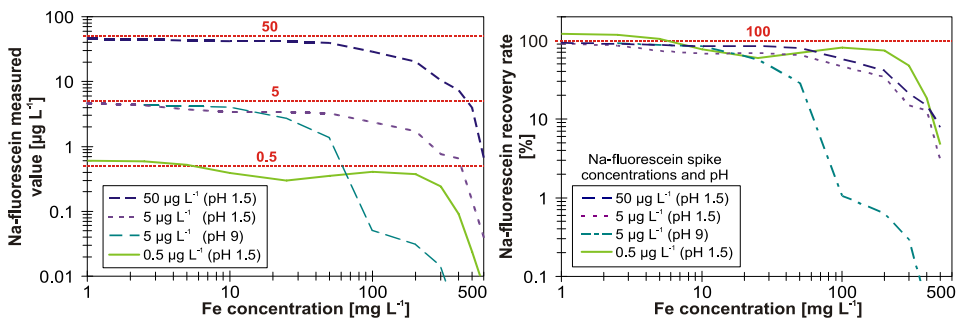 Na-fluorescein measured
value [µg L⁻¹]
100
10
1
0.1
0.01
50
5
0.5
50 µg L⁻¹ (pH 1.5)
5 µg L⁻¹ (pH 1.5)
5 µg L⁻¹ (pH 9)
0.5 µg L⁻¹ (pH 1.5)
1
10
100
500
Fe concentration [mg L⁻¹]
Na-fluorescein recovery rate
[%]
100
10
1
0.1
100
Na-fluorescein spike
concentrations and pH
50 µg L⁻¹ (pH 1.5)
5 µg L⁻¹ (pH 1.5)
5 µg L⁻¹ (pH 9)
0.5 µg L⁻¹ (pH 1.5)
1
10
100
500
Fe concentration [mg L⁻¹]